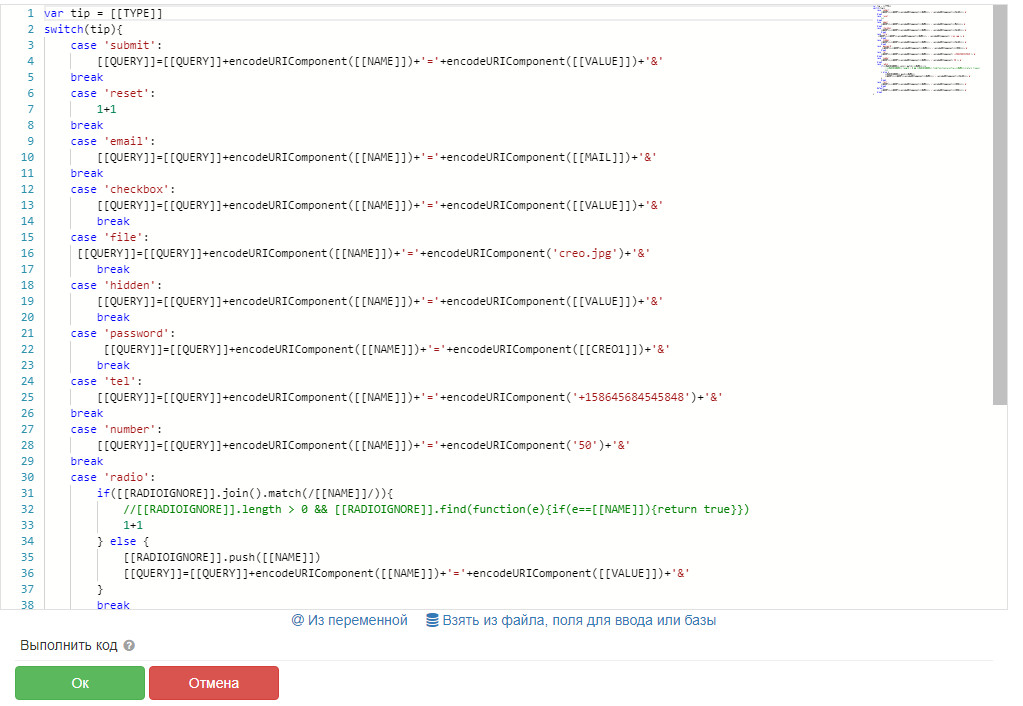 1 var tip = [[TYPE]]
2 switch(tip){
3 case 'submit':
4 [[QUERY]]=[[QUERY]]+encodeURIComponent([[NAME]])+'='+encodeURIComponent([[VALUE]])+'&'
5 break
6 case 'reset':
7 1+1
8 break
9 case 'email':
10 [[QUERY]]=[[QUERY]]+encodeURIComponent([[NAME]])+'='+encodeURIComponent([[MAIL]])+'&'
11 break
12 case 'checkbox':
13 [[QUERY]]=[[QUERY]]+encodeURIComponent([[NAME]])+'='+encodeURIComponent([[VALUE]])+'&'
14 break
15 case 'file':
16 [[QUERY]]=[[QUERY]]+encodeURIComponent([[NAME]])+'='+encodeURIComponent('creo.jpg')+'&'
17 break
18 case 'hidden':
19 [[QUERY]]=[[QUERY]]+encodeURIComponent([[NAME]])+'='+encodeURIComponent([[VALUE]])+'&'
20 break
21 case 'password':
22 [[QUERY]]=[[QUERY]]+encodeURIComponent([[NAME]])+'='+encodeURIComponent([[CREO1]])+'&'
23 break
24 case 'tel':
25 [[QUERY]]=[[QUERY]]+encodeURIComponent([[NAME]])+'='+encodeURIComponent('+158645684545848')+'&'
26 break
27 case 'number':
28 [[QUERY]]=[[QUERY]]+encodeURIComponent([[NAME]])+'='+encodeURIComponent('50')+'&'
29 break
30 case 'radio':
31 if([[RADIOIGNORE]].join().match(/[[NAME]]/)){
32 //[[RADIOIGNORE]].length > 0 && [[RADIOIGNORE]].find(function(e){if(e==[[NAME]]){return true}})
33 1+1
34 } else {
35 [[RADIOIGNORE]].push([[NAME]])
36 [[QUERY]]=[[QUERY]]+encodeURIComponent([[NAME]])+'='+encodeURIComponent([[VALUE]])+'&'
37 }
38 break
@ Из переменной Взять из файла, поля для ввода или базы
Выполнить код ?
Ок Отмена